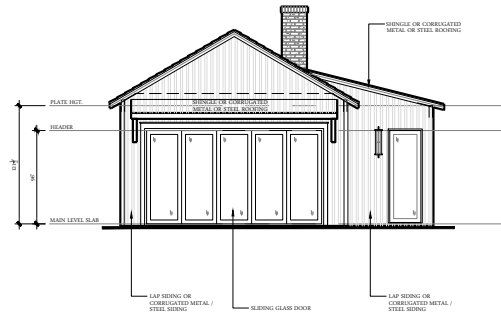 SHINGLE OR CORRUGATED
METAL OR STEEL ROOFING
PLATE HGT.
SHINGLE OR CORRUGATED
METAL OR STEEL ROOFING
HEADER
MAIN LEVEL SLAB
LAP SIDING OR
CORRUGATED METAL /
STEEL SIDING
SLIDING GLASS DOOR
LAP SIDING OR
CORRUGATED METAL /
STEEL SIDING